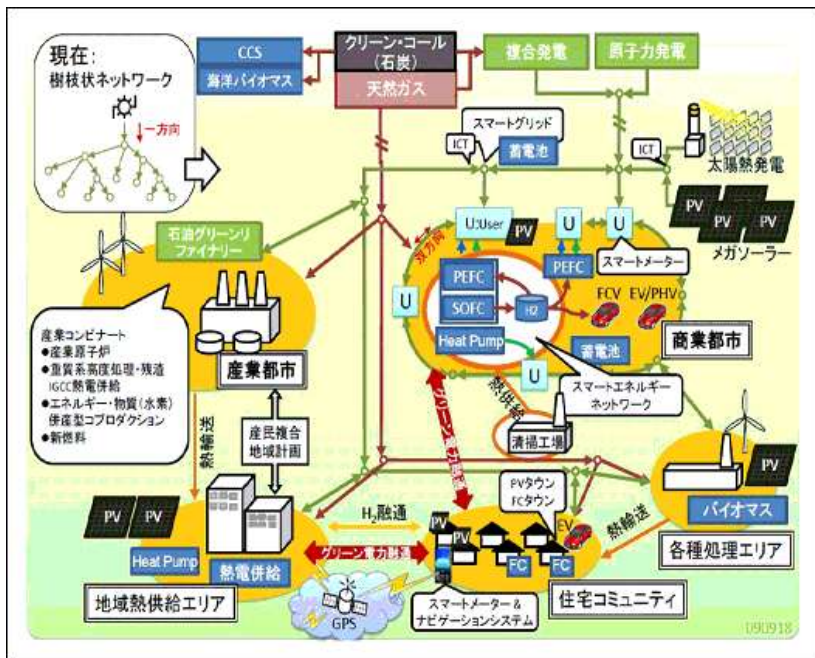 現在:
樹枝状ネットワーク
一方向
CCS
海洋バイオマス
クリーン・コール
(石炭)
天然ガス
複合発電
原子力発電
スマートグリッド
ICT
蓄電池
ICT
太陽熱発電
PV
PV
PV
PV
メガソーラー
石油グリーンリ
ファイナリー
双方向
U:User
PV
U
U
スマートメーター
PEFC
PEFC
SOFC
H2
FCV
EV/PHV
U
Heat Pump
蓄電池
商業都市
U
産業コンビナート
●産業原子炉
●重質系高度処理・残渣
IGCC熱電併給
●エネルギー・物質(水素)
併産型コプロダクション
●新燃料
産業都市
スマートエネルギー
ネットワーク
熱供給
清掃工場
グリーン電力融通
熱輸送
産民複合
地域計画
PVタウン
FCタウン
PV
バイオマス
各種処理エリア
熱輸送
PV
PV
H₂融通
PV
PV
EV
Heat Pump
熱電併給
グリーン電力融通
FC
FC
地域熱供給エリア
GPS
スマートメーター &
ナビゲーションシステム
住宅コミュニティ
090918